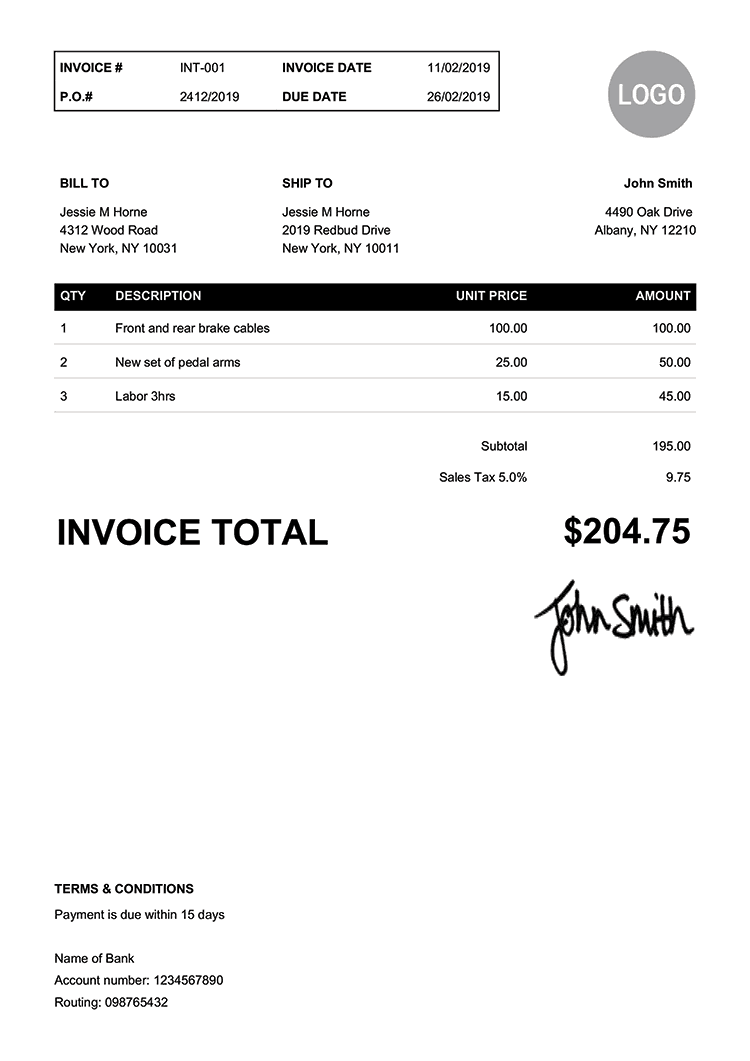 INVOICE # INT-001 INVOICE DATE 11/02/2019
P.O.# 2412/2019 DUE DATE 26/02/2019
LOGO
BILL TO SHIP TO John Smith
Jessie M Horne Jessie M Horne 4490 Oak Drive
4312 Wood Road 2019 Redbud Drive Albany, NY 12210
New York, NY 10031 New York, NY 10011
QTY DESCRIPTION UNIT PRICE AMOUNT
1 Front and rear brake cables 100.00 100.00
2 New set of pedal arms 25.00 50.00
3 Labor 3hrs 15.00 45.00
Subtotal 195.00
Sales Tax 5.0% 9.75
INVOICE TOTAL $204.75
John Smith
TERMS & CONDITIONS
Payment is due within 15 days
Name of Bank
Account number: 1234567890
Routing: 098765432